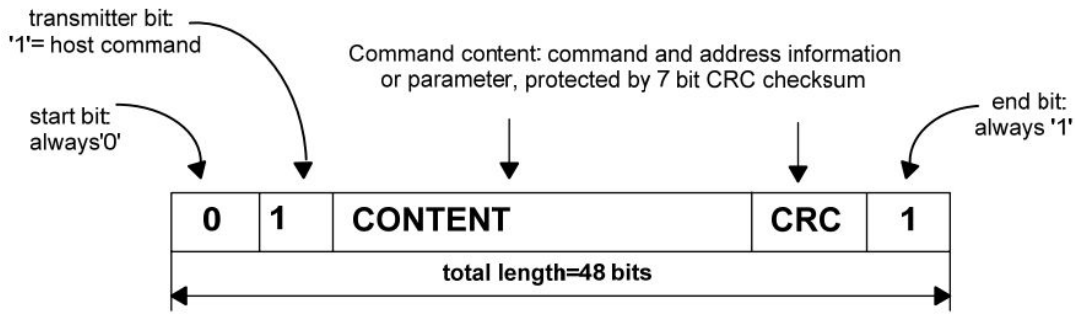 transmitter bit:
'1'= host command
Command content: command and address information
or parameter, protected by 7 bit CRC checksum
start bit:
always'0'
end bit:
always '1'
0 1 CONTENT CRC 1
total length=48 bits